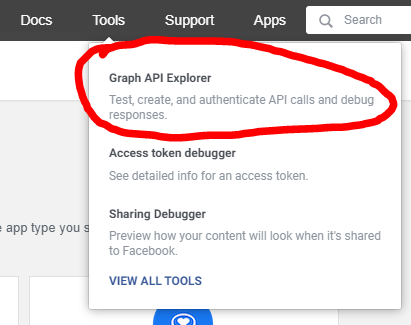 Docs Tools Support Apps Search
Graph API Explorer
Test, create, and authenticate API calls and debug
responses.
Access token debugger
See detailed info for an access token.
Sharing Debugger
e app type you s
Preview how your content will look when it's shared
to Facebook.
VIEW ALL TOOLS